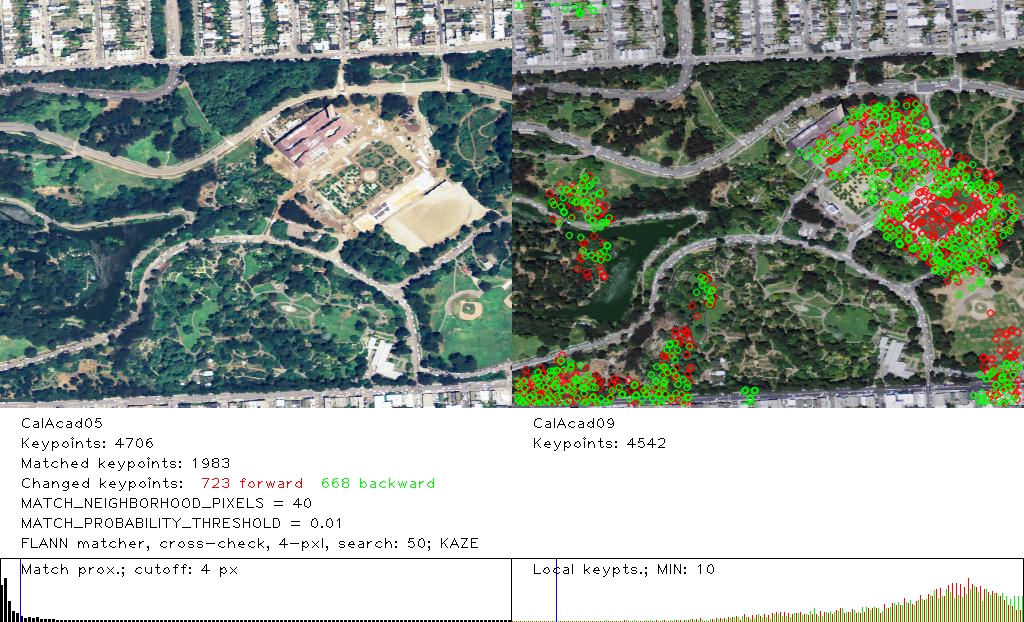 CalAcad05
Keypoints: 4706
Matched keypoints: 1983
Changed keypoints: 723 forward 668 backward
MATCH_NEIGHBORHOOD_PIXELS = 40
MATCH_PROBABILITY_THRESHOLD = 0.01
FLANN matcher, cross-check, 4-pxl, search: 50; KAZE
Match prox.; cutoff: 4 px
CalAcad09
Keypoints: 4542
Local keypts.; MIN: 10